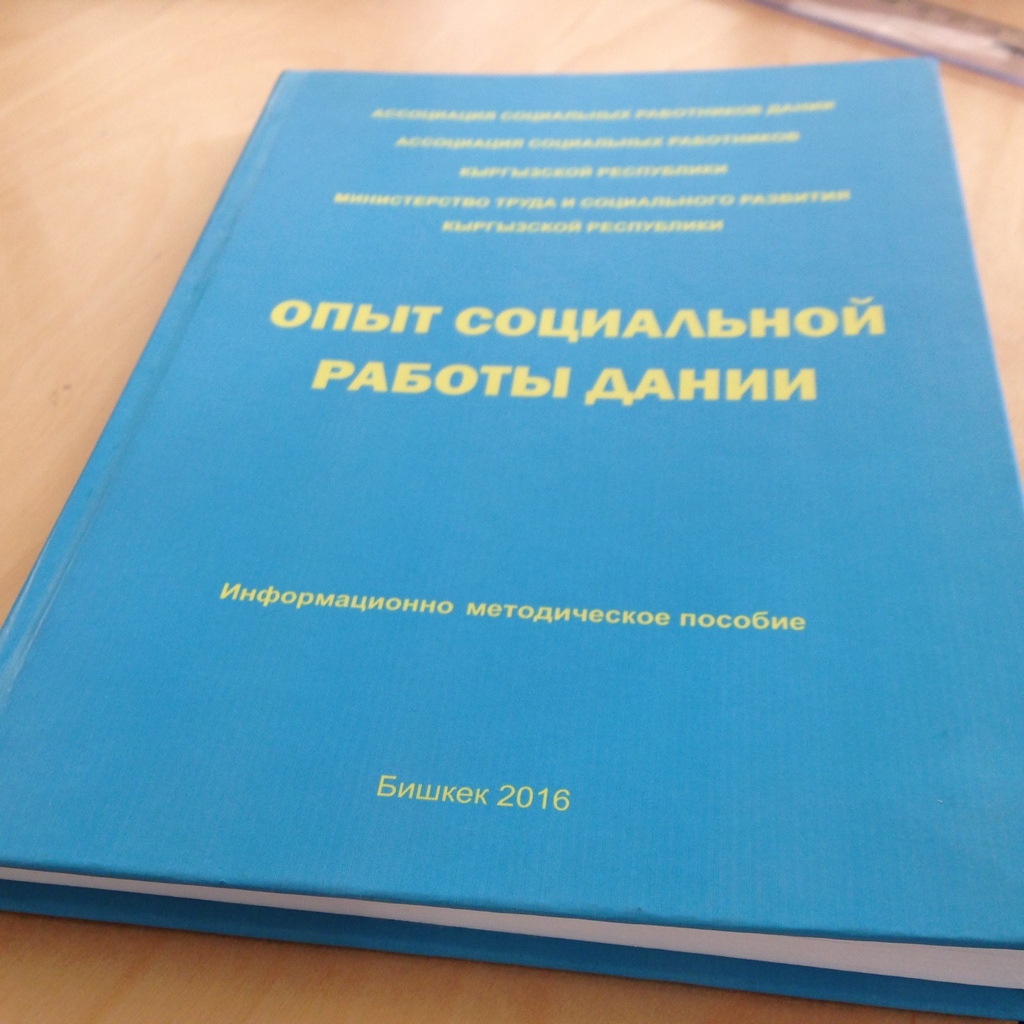 АССОЦИАЦИЯ СОЦИАЛЬНЫХ РАБОТНИКОВ ДАНИИ
АССОЦИАЦИЯ СОЦИАЛЬНЫХ РАБОТНИКОВ
КЫРГЫЗСКОЙ РЕСПУБЛИКИ
МИНИСТЕРСТВО ТРУДА И СОЦИАЛЬНОГО РАЗВИТИЯ
КЫРГЫЗСКОЙ РЕСПУБЛИКИ
ОПЫТ СОЦИАЛЬНОЙ
РАБОТЫ ДАНИИ
Информационно методическое пособие
Бишкек 2016